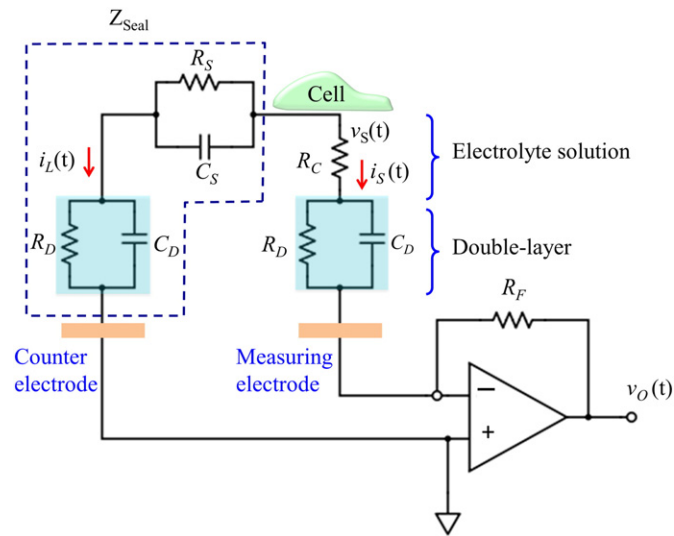 Z_Seal
R_S
Cell
v_S(t)
i_L(t)
C_S
R_C
i_S(t)
Electrolyte solution
R_D
C_D
R_D
C_D
Double-layer
R_F
Counter
electrode
Measuring
electrode
−
+
v_O(t)